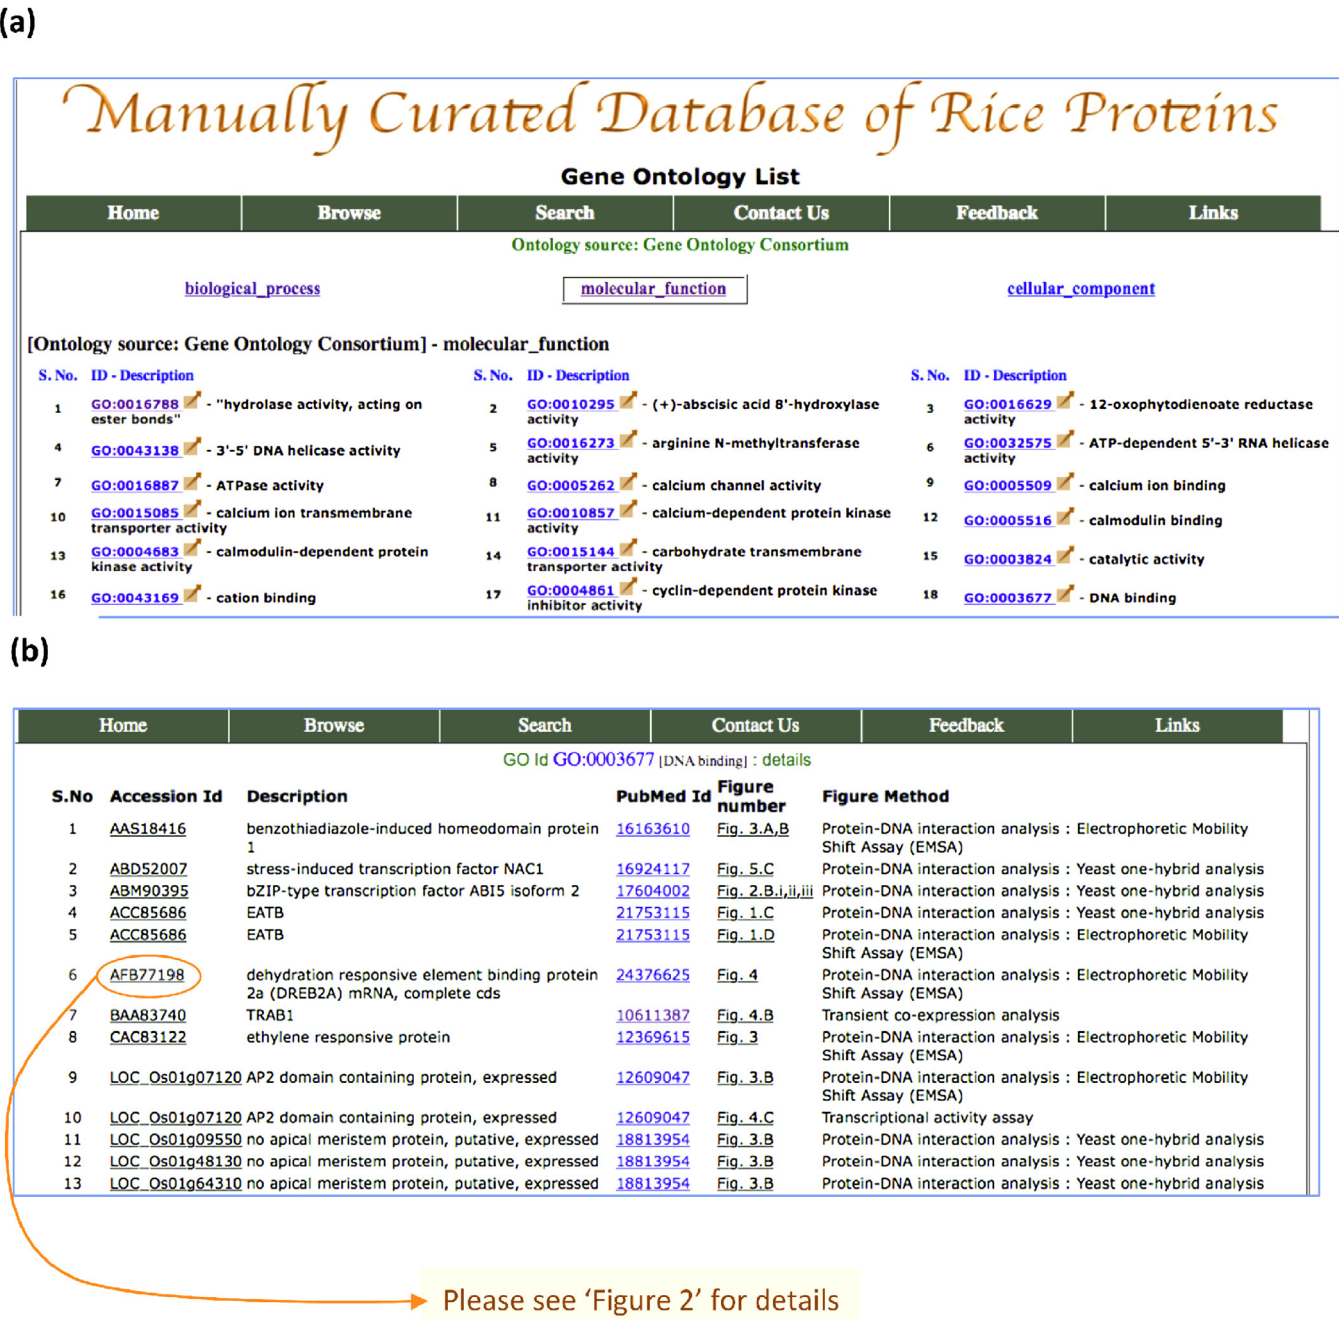 (a)
Manually Curated Database of Rice Proteins
Gene Ontology List
Home Browse Search Contact Us Feedback Links
Ontology source: Gene Ontology Consortium
biological_process molecular_function cellular_component
[Ontology source: Gene Ontology Consortium] - molecular_function
S. No. ID - Description S. No. ID - Description S. No. ID - Description
1 GO:0016788 - "hydrolase activity, acting on ester bonds" 2 GO:0010295 - (+)-abscisic acid 8'-hydroxylase activity 3 GO:0016629 - 12-oxophytodienoate reductase activity
4 GO:0043138 - 3'-5' DNA helicase activity 5 GO:0016273 - arginine N-methyltransferase activity 6 GO:0032575 - ATP-dependent 5'-3' RNA helicase activity
7 GO:0016887 - ATPase activity 8 GO:0005262 - calcium channel activity 9 GO:0005509 - calcium ion binding
10 GO:0015085 - calcium ion transmembrane transporter activity 11 GO:0010857 - calcium-dependent protein kinase activity 12 GO:0005516 - calmodulin binding
13 GO:0004683 - calmodulin-dependent protein kinase activity 14 GO:0015144 - carbohydrate transmembrane transporter activity 15 GO:0003824 - catalytic activity
16 GO:0043169 - cation binding 17 GO:0004861 - cyclin-dependent protein kinase inhibitor activity 18 GO:0003677 - DNA binding
(b)
Home Browse Search Contact Us Feedback Links
GO Id GO:0003677 [DNA binding] : details
S.No Accession Id Description PubMed Id Figure number Figure Method
1 AAS18416 benzothiadiazole-induced homeodomain protein 1 16163610 Fig. 3.A,B Protein-DNA interaction analysis : Electrophoretic Mobility Shift Assay (EMSA)
2 ABD52007 stress-induced transcription factor NAC1 16924117 Fig. 5.C Protein-DNA interaction analysis : Yeast one-hybrid analysis
3 ABM90395 bZIP-type transcription factor ABI5 isoform 2 17604002 Fig. 2.B.i,ii,iii Protein-DNA interaction analysis : Yeast one-hybrid analysis
4 ACC85686 EATB 21753115 Fig. 1.C Protein-DNA interaction analysis : Yeast one-hybrid analysis
5 ACC85686 EATB 21753115 Fig. 1.D Protein-DNA interaction analysis : Electrophoretic Mobility Shift Assay (EMSA)
6 AFB77198 dehydration responsive element binding protein 2a (DREB2A) mRNA, complete cds 24376625 Fig. 4 Protein-DNA interaction analysis : Electrophoretic Mobility Shift Assay (EMSA)
7 BAA83740 TRAB1 10611387 Fig. 4.B Transient co-expression analysis
8 CAC83122 ethylene responsive protein 12369615 Fig. 3 Protein-DNA interaction analysis : Electrophoretic Mobility Shift Assay (EMSA)
9 LOC_Os01g07120 AP2 domain containing protein, expressed 12609047 Fig. 3.B Protein-DNA interaction analysis : Electrophoretic Mobility Shift Assay (EMSA)
10 LOC_Os01g07120 AP2 domain containing protein, expressed 12609047 Fig. 4.C Transcriptional activity assay
11 LOC_Os01g09550 no apical meristem protein, putative, expressed 18813954 Fig. 3.B Protein-DNA interaction analysis : Yeast one-hybrid analysis
12 LOC_Os01g48130 no apical meristem protein, putative, expressed 18813954 Fig. 3.B Protein-DNA interaction analysis : Yeast one-hybrid analysis
13 LOC_Os01g64310 no apical meristem protein, putative, expressed 18813954 Fig. 3.B Protein-DNA interaction analysis : Yeast one-hybrid analysis
Please see ‘Figure 2’ for details